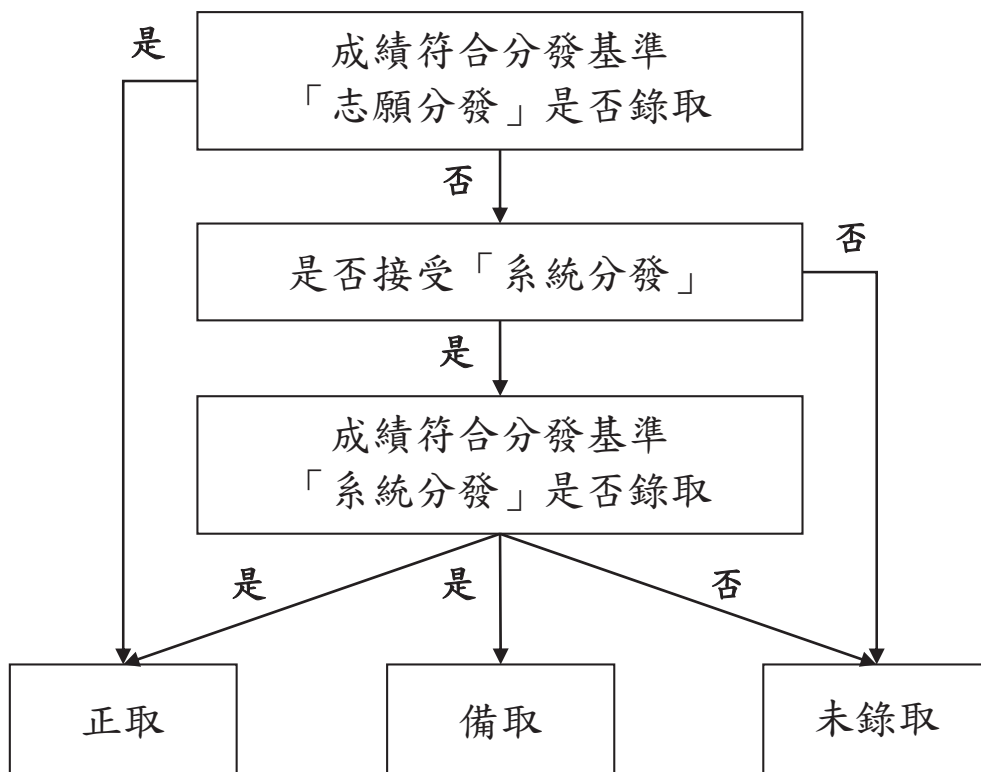 是
成績符合分發基準
「志願分發」是否錄取
否
是否接受「系統分發」
否
是
成績符合分發基準
「系統分發」是否錄取
是
是
否
正取
備取
未錄取